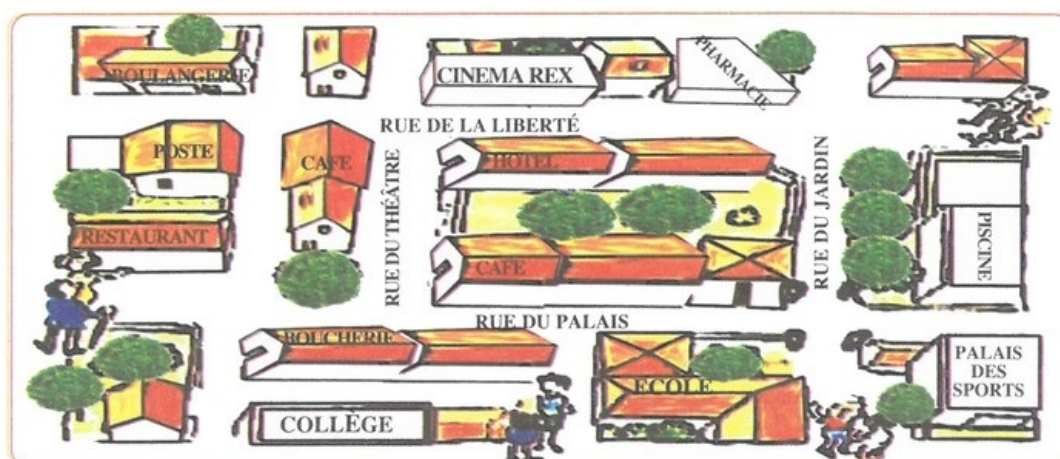 BOULANGERIE
CINEMA REX
PHARMACIE
RUE DE LA LIBERTÉ
POSTE
CAFE
HOTEL
RUE DU THÉÂTRE
RUE DU JARDIN
RESTAURANT
CAFE
PISCINE
RUE DU PALAIS
BOUCHERIE
ECOLE
PALAIS
DES
SPORTS
COLLÈGE